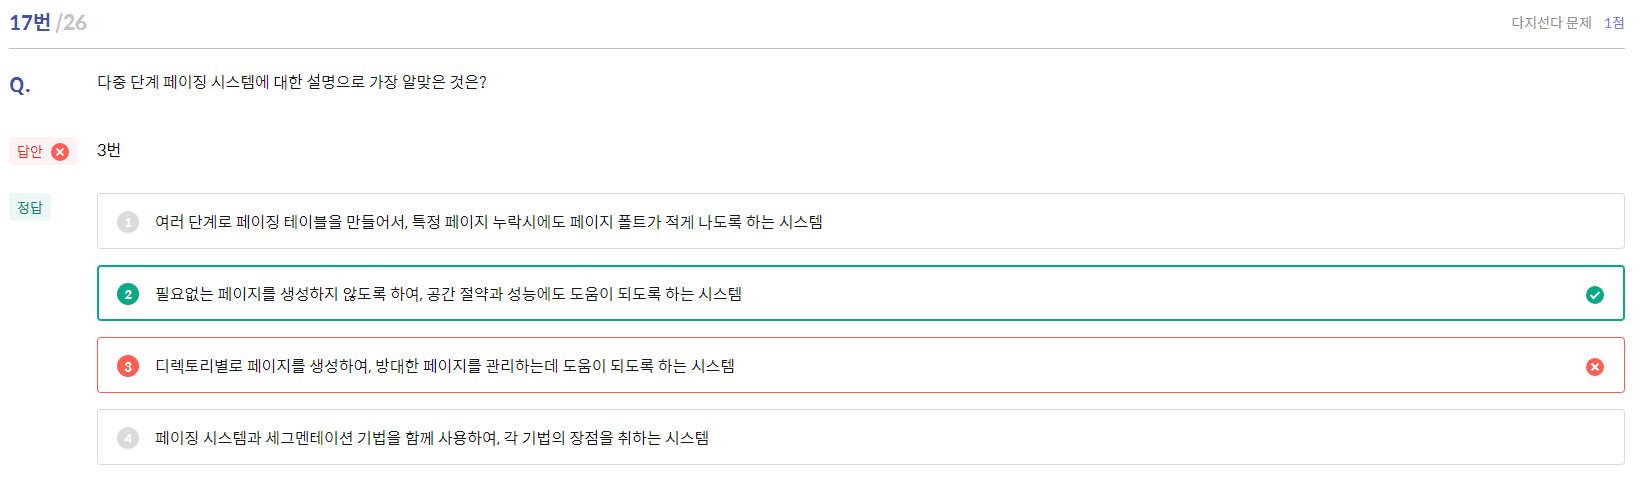 17번 /26
다지선다 문제 1점
Q. 다중 단계 페이징 시스템에 대한 설명으로 가장 알맞은 것은?
답안 3번
정답
1 여러 단계로 페이징 테이블을 만들어서, 특정 페이지 누락시에도 페이지 폴트가 적게 나도록 하는 시스템
2 필요없는 페이지를 생성하지 않도록 하여, 공간 절약과 성능에도 도움이 되도록 하는 시스템
3 디렉토리별로 페이지를 생성하여, 방대한 페이지를 관리하는데 도움이 되도록 하는 시스템
4 페이징 시스템과 세그멘테이션 기법을 함께 사용하여, 각 기법의 장점을 취하는 시스템